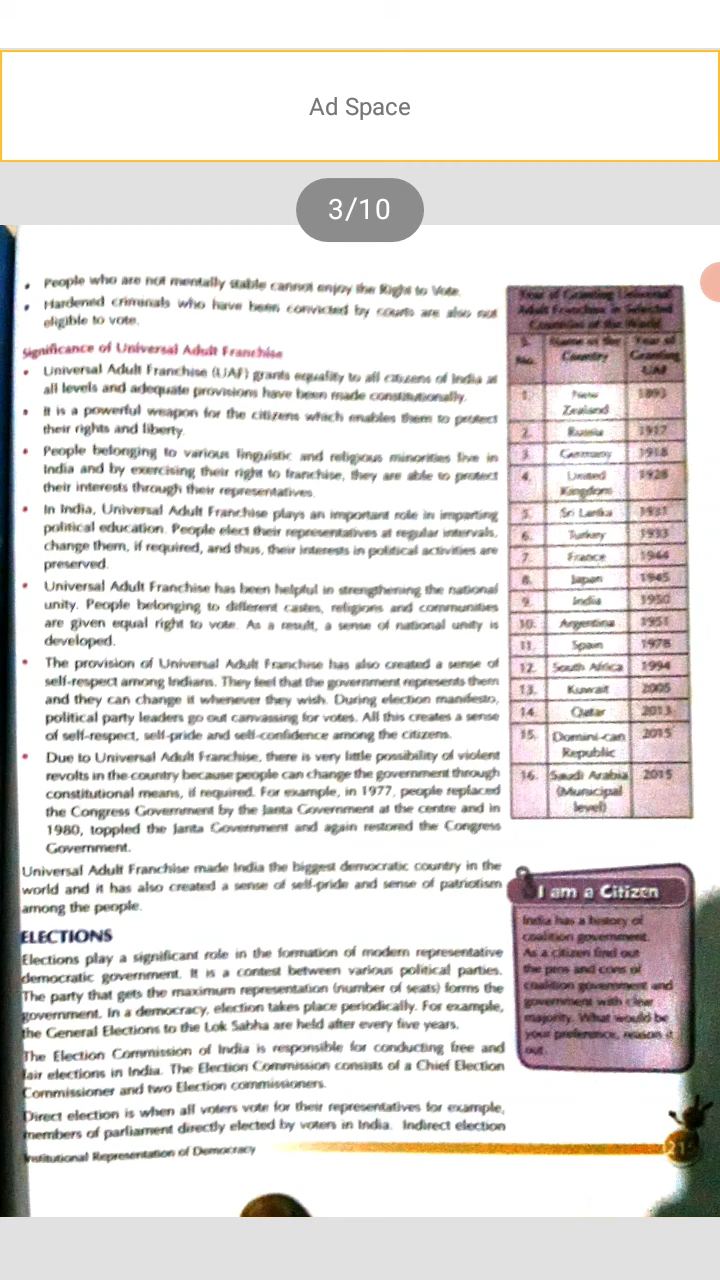 Ad Space
3/10
• People who are not mentally stable cannot enjoy the Right to Vote.
• Hardened criminals who have been convicted by courts are also not
eligible to vote.
Significance of Universal Adult Franchise
• Universal Adult Franchise (UAF) grants equality to all citizens of India at
all levels and adequate provisions have been made constitutionally.
• It is a powerful weapon for the citizens which enables them to protect
their rights and liberty.
• People belonging to various linguistic and religious minorities live in
India and by exercising their right to franchise, they are able to protect
their interests through their representatives.
• In India, Universal Adult Franchise plays an important role in imparting
political education. People elect their representatives at regular intervals,
change them, if required, and thus, their interests in political activities are
preserved.
• Universal Adult Franchise has been helpful in strengthening the national
unity. People belonging to different castes, religions and communities
are given equal right to vote. As a result, a sense of national unity is
developed.
• The provision of Universal Adult Franchise has also created a sense of
self-respect among Indians. They feel that the government represents them
and they can change it whenever they wish. During election manifesto,
political party leaders go out canvassing for votes. All this creates a sense
of self-respect, self-pride and self-confidence among the citizens.
• Due to Universal Adult Franchise, there is very little possibility of violent
revolts in the country because people can change the government through
constitutional means, if required. For example, in 1977, people replaced
the Congress Government by the Janta Government at the centre and in
1980, toppled the Janta Government and again restored the Congress
Government.
Universal Adult Franchise made India the biggest democratic country in the
world and it has also created a sense of self-pride and sense of patriotism
among the people.
ELECTIONS
Elections play a significant role in the formation of modern representative
democratic government. It is a contest between various political parties.
The party that gets the maximum representation (number of seats) forms the
government. In a democracy, election takes place periodically. For example,
the General Elections to the Lok Sabha are held after every five years.
The Election Commission of India is responsible for conducting free and
fair elections in India. The Election Commission consists of a Chief Election
Commissioner and two Election commissioners.
Direct election is when all voters vote for their representatives for example,
members of parliament directly elected by voters in India. Indirect election
Institutional Representation of Democracy
Year of Granting Universal
Adult Franchise in Selected
Countries of the World
S. Name of the Year of
No. Country Granting
UAF
1. New 1893
Zealand
2. Russia 1917
3. Germany 1918
4. United 1928
Kingdom
5. Sri Lanka 1931
6. Turkey 1933
7. France 1944
8. Japan 1945
9. India 1950
10. Argentina 1951
11. Spain 1978
12. South Africa 1994
13. Kuwait 2005
14. Qatar 2013
15. Domini-can 2015
Republic
16. Saudi Arabia 2015
(Municipal
level)
I am a Citizen
India has a history of
coalition government.
As a citizen find out
the pros and cons of
coalition government and
government with clear
majority. What would be
your preference, reason it
out.